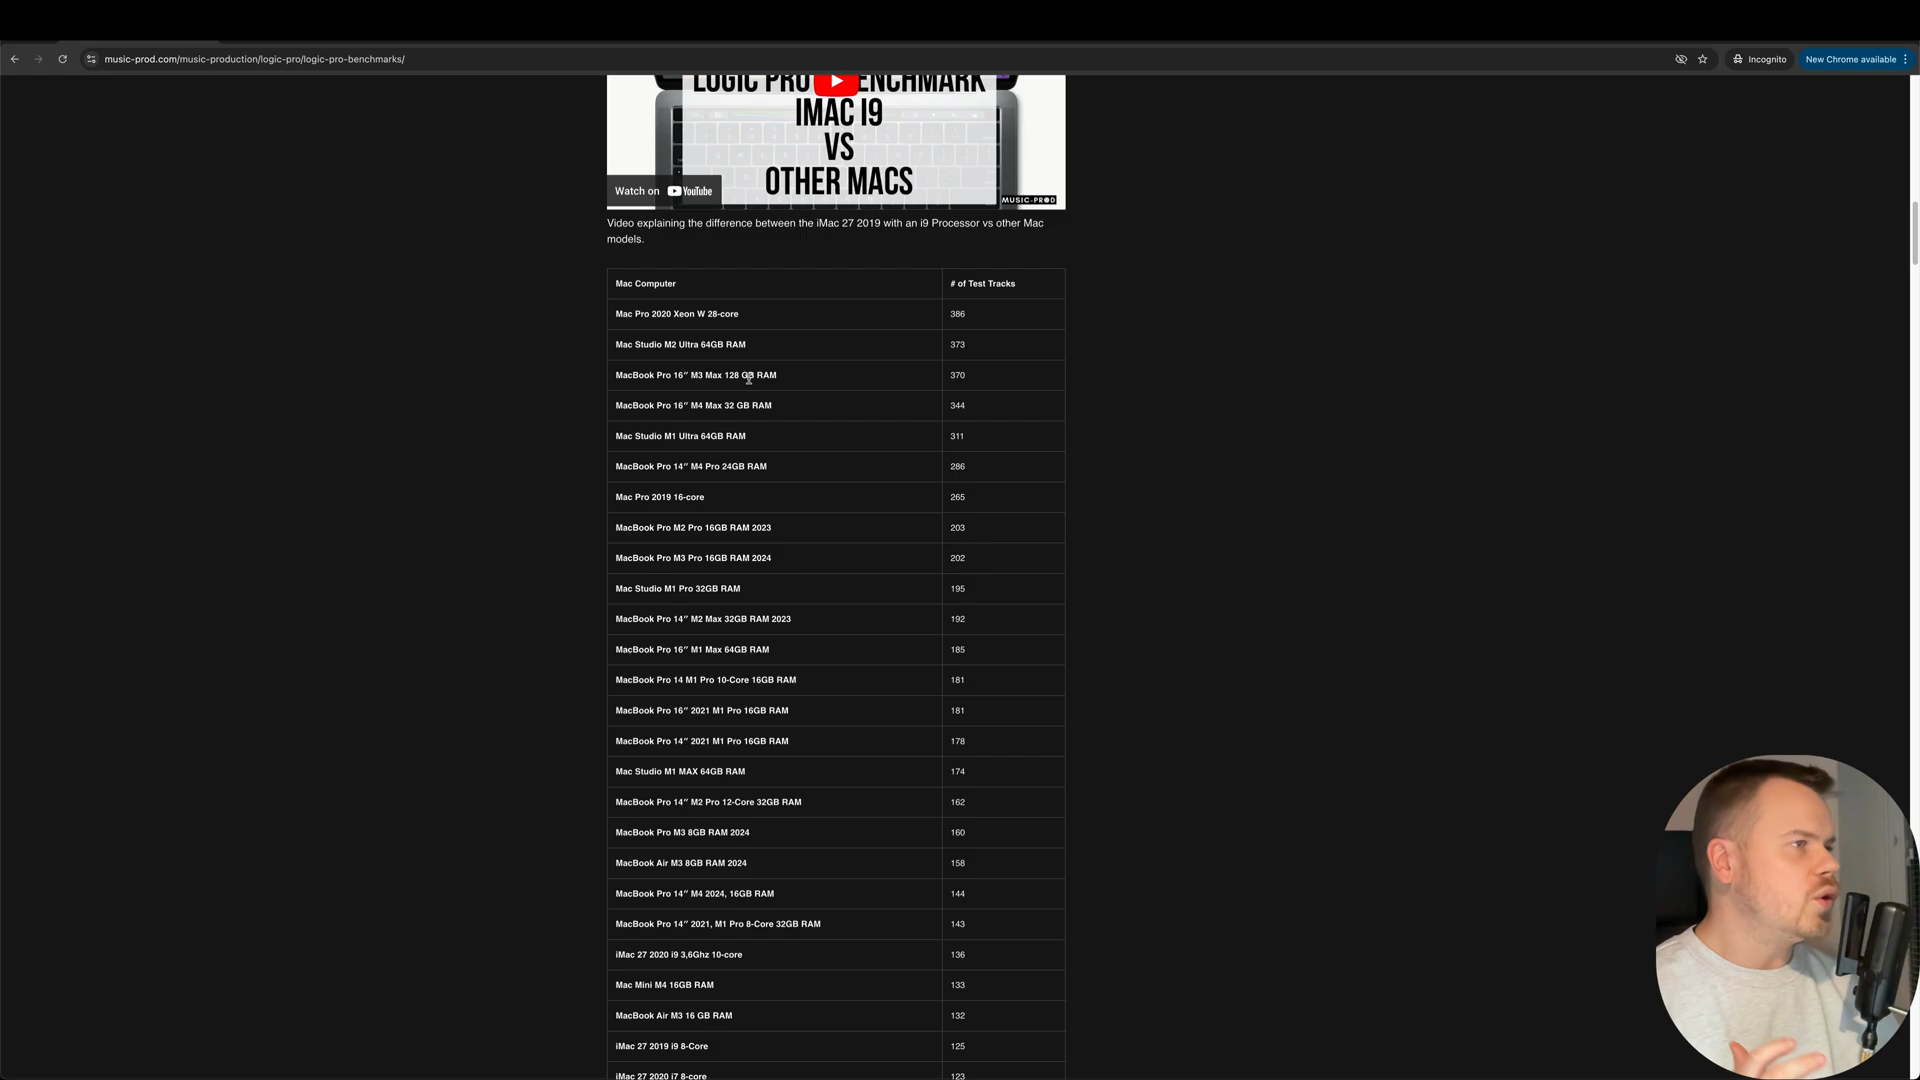 music-prod.com/music-production/logic-pro/logic-pro-benchmarks/
Incognito
New Chrome available
LOGIC PRO BENCHMARK
IMAC I9
VS
OTHER MACS
Watch on YouTube
MUSIC-PROD
Video explaining the difference between the iMac 27 2019 with an i9 Processor vs other Mac
models.
Mac Computer # of Test Tracks
Mac Pro 2020 Xeon W 28-core 386
Mac Studio M2 Ultra 64GB RAM 373
MacBook Pro 16″ M3 Max 128 GB RAM 370
MacBook Pro 16″ M4 Max 32 GB RAM 344
Mac Studio M1 Ultra 64GB RAM 311
MacBook Pro 14″ M4 Pro 24GB RAM 286
Mac Pro 2019 16-core 265
MacBook Pro M2 Pro 16GB RAM 2023 203
MacBook Pro M3 Pro 16GB RAM 2024 202
Mac Studio M1 Pro 32GB RAM 195
MacBook Pro 14″ M2 Max 32GB RAM 2023 192
MacBook Pro 16″ M1 Max 64GB RAM 185
MacBook Pro 14 M1 Pro 10-Core 16GB RAM 181
MacBook Pro 16″ 2021 M1 Pro 16GB RAM 181
MacBook Pro 14″ 2021 M1 Pro 16GB RAM 178
Mac Studio M1 MAX 64GB RAM 174
MacBook Pro 14″ M2 Pro 12-Core 32GB RAM 162
MacBook Pro M3 8GB RAM 2024 160
MacBook Air M3 8GB RAM 2024 158
MacBook Pro 14″ M4 2024, 16GB RAM 144
MacBook Pro 14″ 2021, M1 Pro 8-Core 32GB RAM 143
iMac 27 2020 i9 3,6Ghz 10-core 136
Mac Mini M4 16GB RAM 133
MacBook Air M3 16 GB RAM 132
iMac 27 2019 i9 8-Core 125
iMac 27 2020 i7 8-core 123